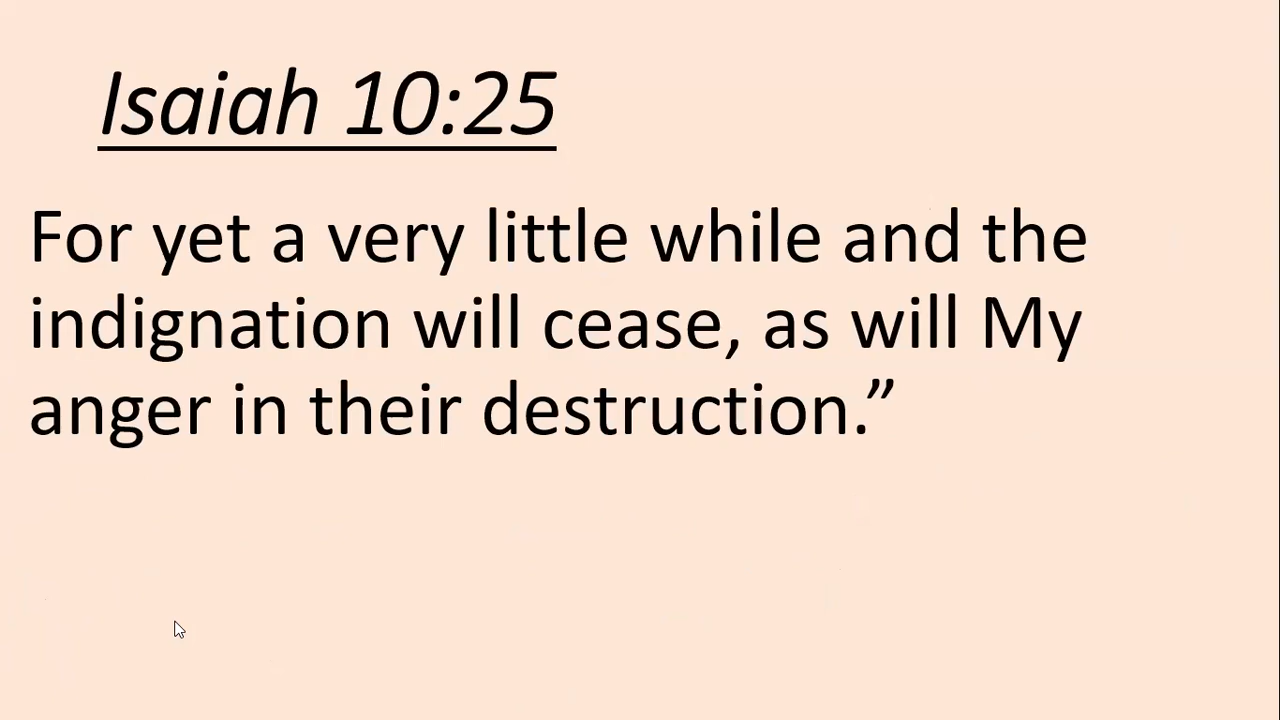 Isaiah 10:25
For yet a very little while and the
indignation will cease, as will My
anger in their destruction.”